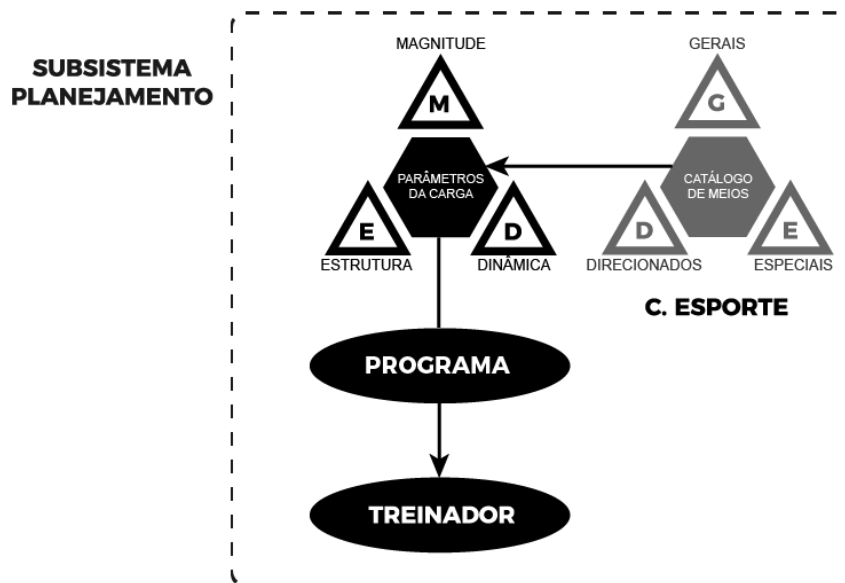 SUBSISTEMA
PLANEJAMENTO
MAGNITUDE
M
PARÂMETROS
DA CARGA
E
D
ESTRUTURA
DINÂMICA
GERAIS
G
CATÁLOGO
DE MEIOS
D
E
DIRECIONADOS
ESPECIAIS
C. ESPORTE
PROGRAMA
TREINADOR